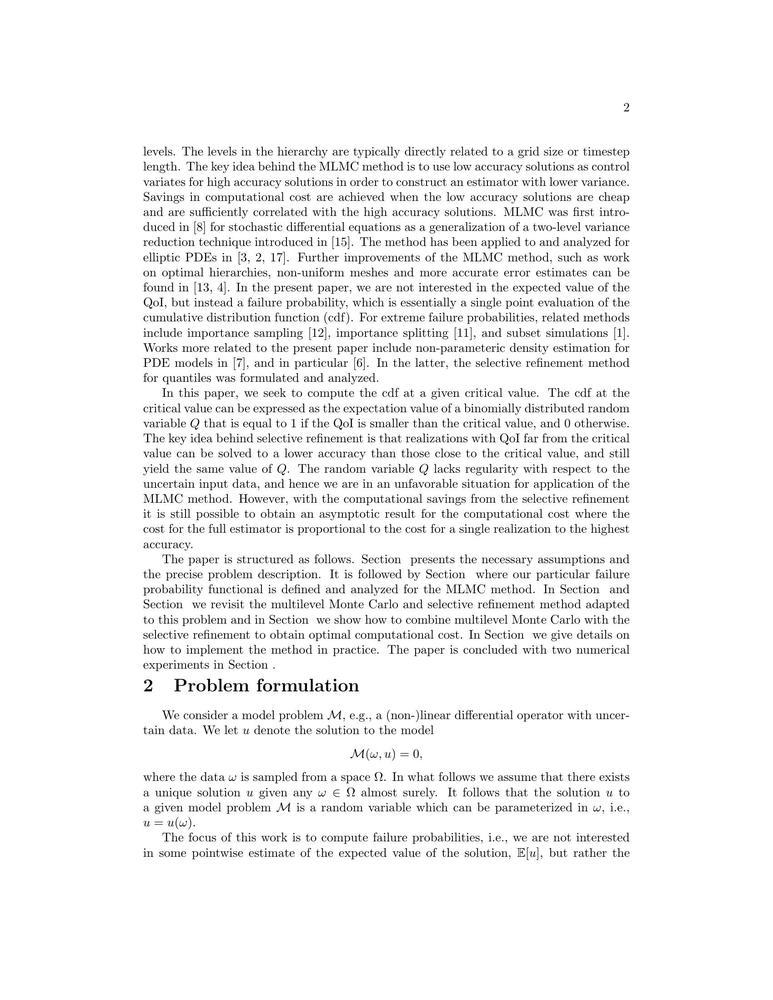 2
levels. The levels in the hierarchy are typically directly related to a grid size or timestep
length. The key idea behind the MLMC method is to use low accuracy solutions as control
variates for high accuracy solutions in order to construct an estimator with lower variance.
Savings in computational cost are achieved when the low accuracy solutions are cheap
and are sufficiently correlated with the high accuracy solutions. MLMC was first intro-
duced in [8] for stochastic differential equations as a generalization of a two-level variance
reduction technique introduced in [15]. The method has been applied to and analyzed for
elliptic PDEs in [3, 2, 17]. Further improvements of the MLMC method, such as work
on optimal hierarchies, non-uniform meshes and more accurate error estimates can be
found in [13, 4]. In the present paper, we are not interested in the expected value of the
QoI, but instead a failure probability, which is essentially a single point evaluation of the
cumulative distribution function (cdf). For extreme failure probabilities, related methods
include importance sampling [12], importance splitting [11], and subset simulations [1].
Works more related to the present paper include non-parameteric density estimation for
PDE models in [7], and in particular [6]. In the latter, the selective refinement method
for quantiles was formulated and analyzed.
In this paper, we seek to compute the cdf at a given critical value. The cdf at the
critical value can be expressed as the expectation value of a binomially distributed random
variable Q that is equal to 1 if the QoI is smaller than the critical value, and 0 otherwise.
The key idea behind selective refinement is that realizations with QoI far from the critical
value can be solved to a lower accuracy than those close to the critical value, and still
yield the same value of Q. The random variable Q lacks regularity with respect to the
uncertain input data, and hence we are in an unfavorable situation for application of the
MLMC method. However, with the computational savings from the selective refinement
it is still possible to obtain an asymptotic result for the computational cost where the
cost for the full estimator is proportional to the cost for a single realization to the highest
accuracy.
The paper is structured as follows. Section presents the necessary assumptions and
the precise problem description. It is followed by Section where our particular failure
probability functional is defined and analyzed for the MLMC method. In Section and
Section we revisit the multilevel Monte Carlo and selective refinement method adapted
to this problem and in Section we show how to combine multilevel Monte Carlo with the
selective refinement to obtain optimal computational cost. In Section we give details on
how to implement the method in practice. The paper is concluded with two numerical
experiments in Section .
2 Problem formulation
We consider a model problem ℳ, e.g., a (non-)linear differential operator with uncer-
tain data. We let u denote the solution to the model
ℳ(ω, u) = 0,
where the data ω is sampled from a space Ω. In what follows we assume that there exists
a unique solution u given any ω ∈ Ω almost surely. It follows that the solution u to
a given model problem ℳ is a random variable which can be parameterized in ω, i.e.,
u = u(ω).
The focus of this work is to compute failure probabilities, i.e., we are not interested
in some pointwise estimate of the expected value of the solution, 𝔼[u], but rather the